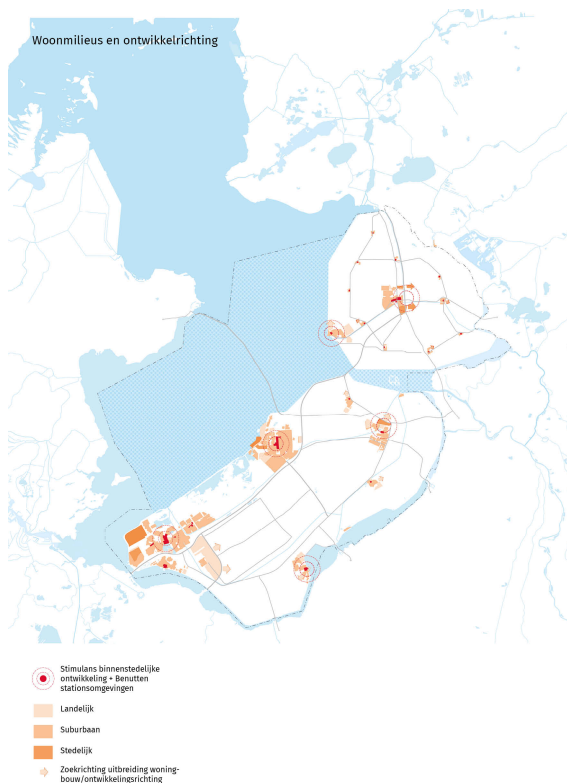 Woonmilieus en ontwikkelrichting
Stimulans binnenstedelijke
ontwikkeling + Benutten
stationsomgevingen
Landelijk
Suburbaan
Stedelijk
Zoekrichting uitbreiding woning-
bouw/ontwikkelingsrichting